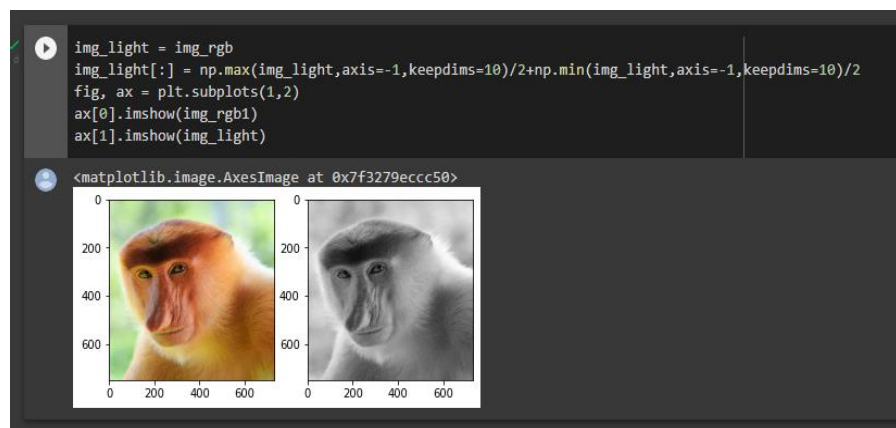 img_light = img_rgb
img_light[:] = np.max(img_light,axis=-1,keepdims=10)/2+np.min(img_light,axis=-1,keepdims=10)/2
fig, ax = plt.subplots(1,2)
ax[0].imshow(img_rgb1)
ax[1].imshow(img_light)
<matplotlib.image.AxesImage at 0x7f3279eccc50>
0
200
400
600
0 200 400 600
0
200
400
600
0 200 400 600